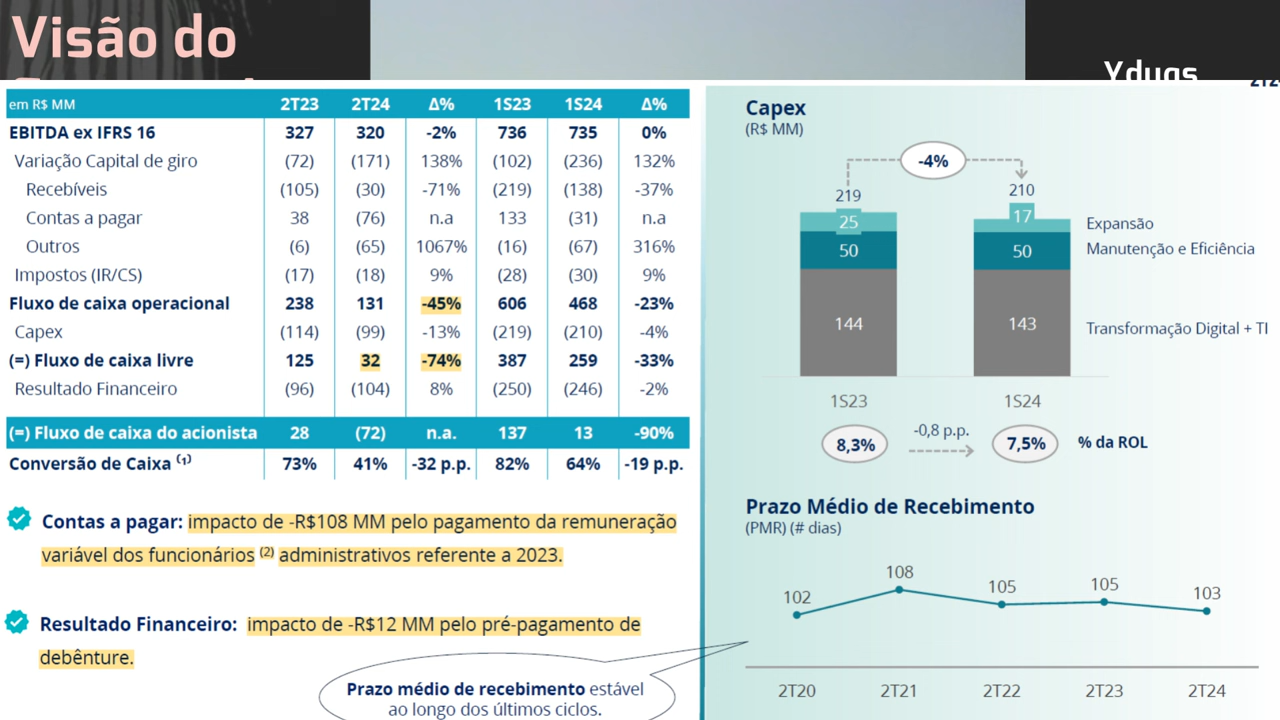 Visão do
Yduqs
em R$ MM 2T23 2T24 Δ% 1S23 1S24 Δ%
EBITDA ex IFRS 16 327 320 -2% 736 735 0%
Variação Capital de giro (72) (171) 138% (102) (236) 132%
Recebíveis (105) (30) -71% (219) (138) -37%
Contas a pagar 38 (76) n.a 133 (31) n.a
Outros (6) (65) 1067% (16) (67) 316%
Impostos (IR/CS) (17) (18) 9% (28) (30) 9%
Fluxo de caixa operacional 238 131 -45% 606 468 -23%
Capex (114) (99) -13% (219) (210) -4%
(=) Fluxo de caixa livre 125 32 -74% 387 259 -33%
Resultado Financeiro (96) (104) 8% (250) (246) -2%
(=) Fluxo de caixa do acionista 28 (72) n.a. 137 13 -90%
Conversão de Caixa (1) 73% 41% -32 p.p. 82% 64% -19 p.p.
Contas a pagar: impacto de -R$108 MM pelo pagamento da remuneração
variável dos funcionários (2) administrativos referente a 2023.
Resultado Financeiro: impacto de -R$12 MM pelo pré-pagamento de
debênture.
Prazo médio de recebimento estável
ao longo dos últimos ciclos.
Capex
(R$ MM)
-4%
219 210
25 17 Expansão
50 50 Manutenção e Eficiência
144 143 Transformação Digital + TI
1S23 1S24
8,3% -0,8 p.p. 7,5% % da ROL
Prazo Médio de Recebimento
(PMR) (# dias)
102 108 105 105 103
2T20 2T21 2T22 2T23 2T24